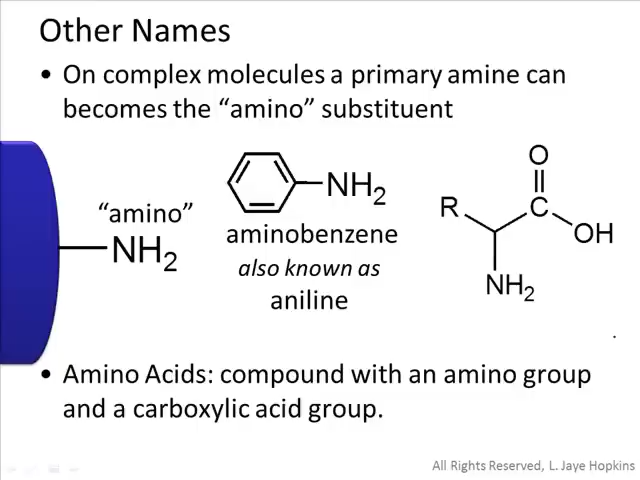 Other Names
• On complex molecules a primary amine can
becomes the “amino” substituent
“amino”
NH2
NH2
aminobenzene
also known as
aniline
O
R
C
OH
NH2
• Amino Acids: compound with an amino group
and a carboxylic acid group.
All Rights Reserved, L. Jaye Hopkins